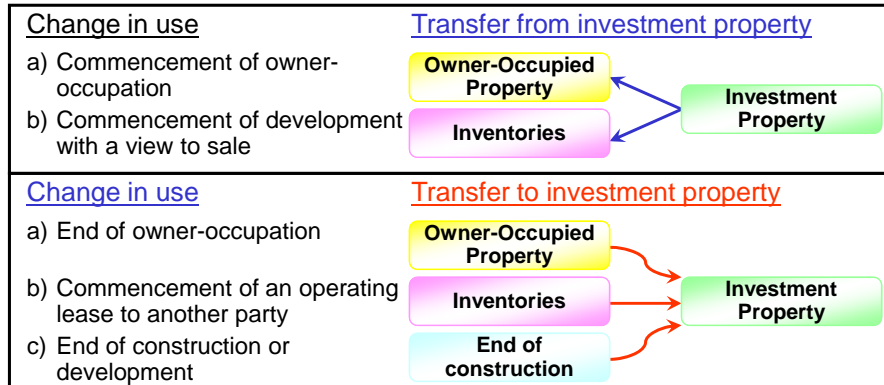 Change in use
Transfer from investment property
a) Commencement of owner-
occupation
b) Commencement of development
with a view to sale
Owner-Occupied
Property
Inventories
Investment
Property
Change in use
Transfer to investment property
a) End of owner-occupation
b) Commencement of an operating
lease to another party
c) End of construction or
development
Owner-Occupied
Property
Inventories
End of
construction
Investment
Property